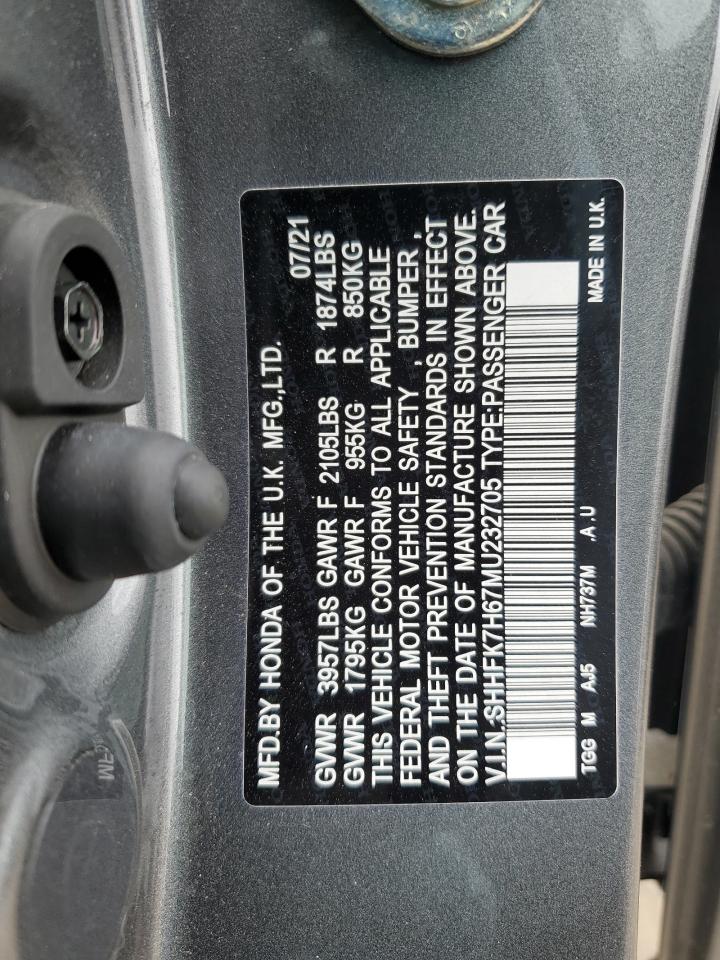 MFD.BY HONDA OF THE U.K. MFG.,LTD. 07/21
GVWR 3957LBS GAWR F 2105LBS R 1874LBS
GVWR 1795KG GAWR F 955KG R 850KG
THIS VEHICLE CONFORMS TO ALL APPLICABLE
FEDERAL MOTOR VEHICLE SAFETY , BUMPER ,
AND THEFT PREVENTION STANDARDS IN EFFECT
ON THE DATE OF MANUFACTURE SHOWN ABOVE.
V.I.N.:SHHFK7H67MU232705 TYPE:PASSENGER CAR
TGG M AJ5 NH737M .A .U MADE IN U.K.